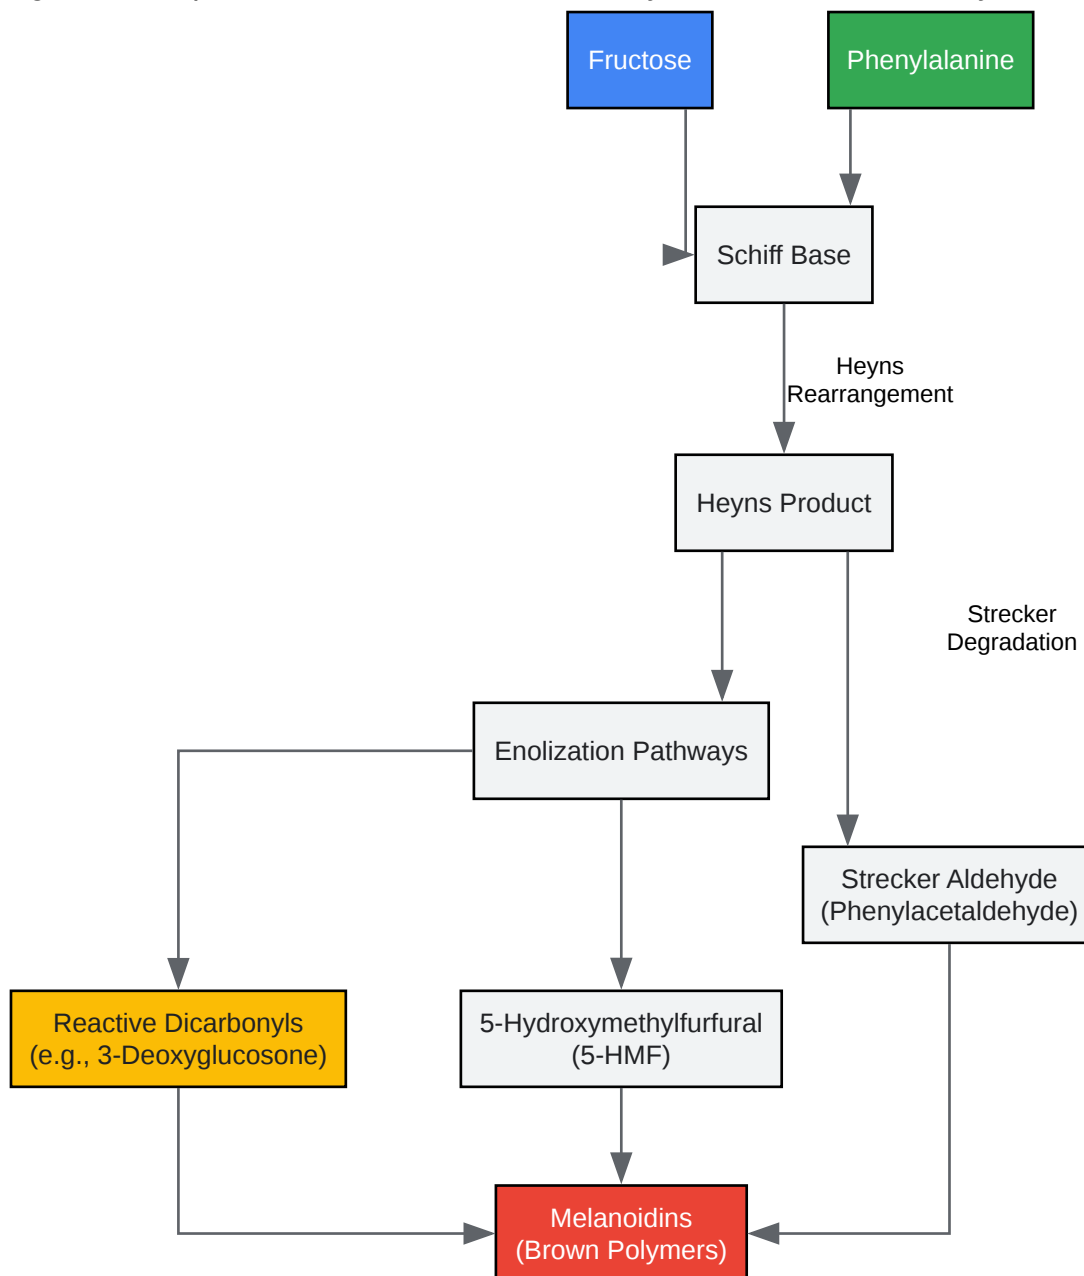 Fructose
Phenylalanine
Schiff Base
Heyns
Rearrangement
Heyns Product
Strecker
Degradation
Enolization Pathways
Strecker Aldehyde
(Phenylacetaldehyde)
Reactive Dicarbonyls
(e.g., 3-Deoxyglucosone)
5-Hydroxymethylfurfural
(5-HMF)
Melanoidins
(Brown Polymers)